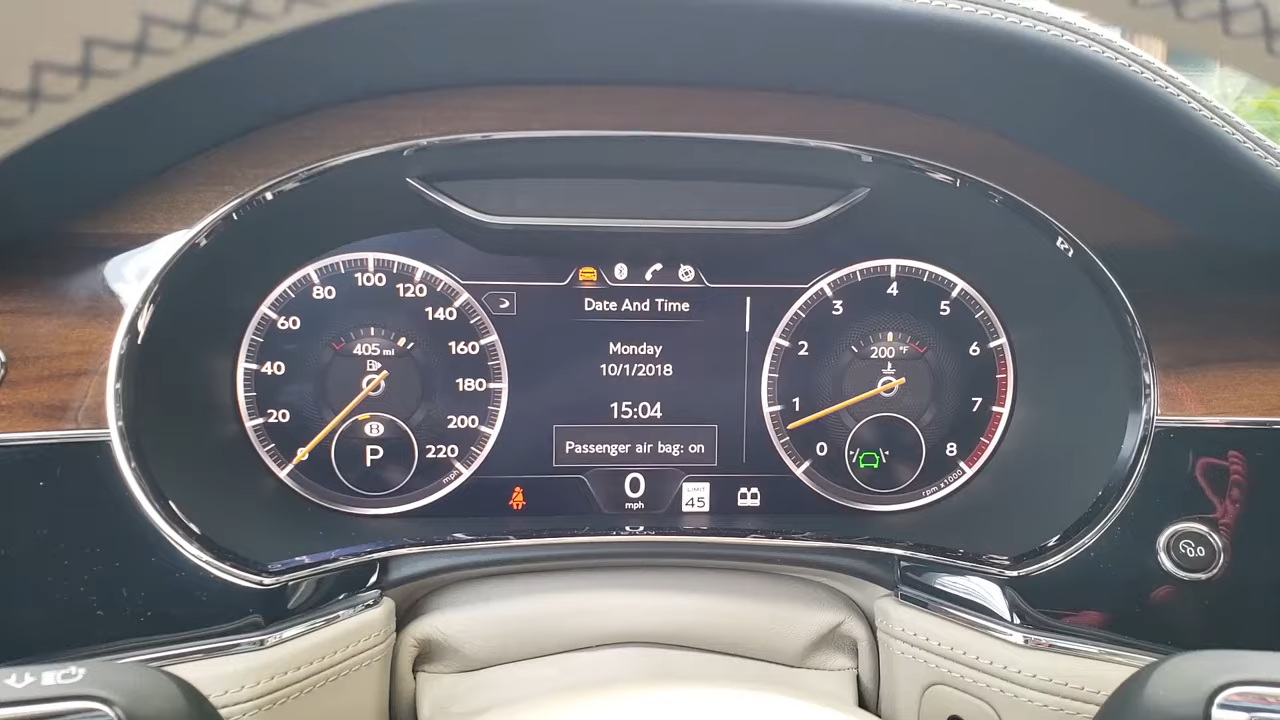 Date And Time
Monday
10/1/2018
15:04
Passenger air bag: on
0
mph
LIMIT
45
0
20
40
60
80
100
120
140
160
180
200
220
mph
405 mi
B
P
0
1
2
3
4
5
6
7
8
rpm x1000
200 °F